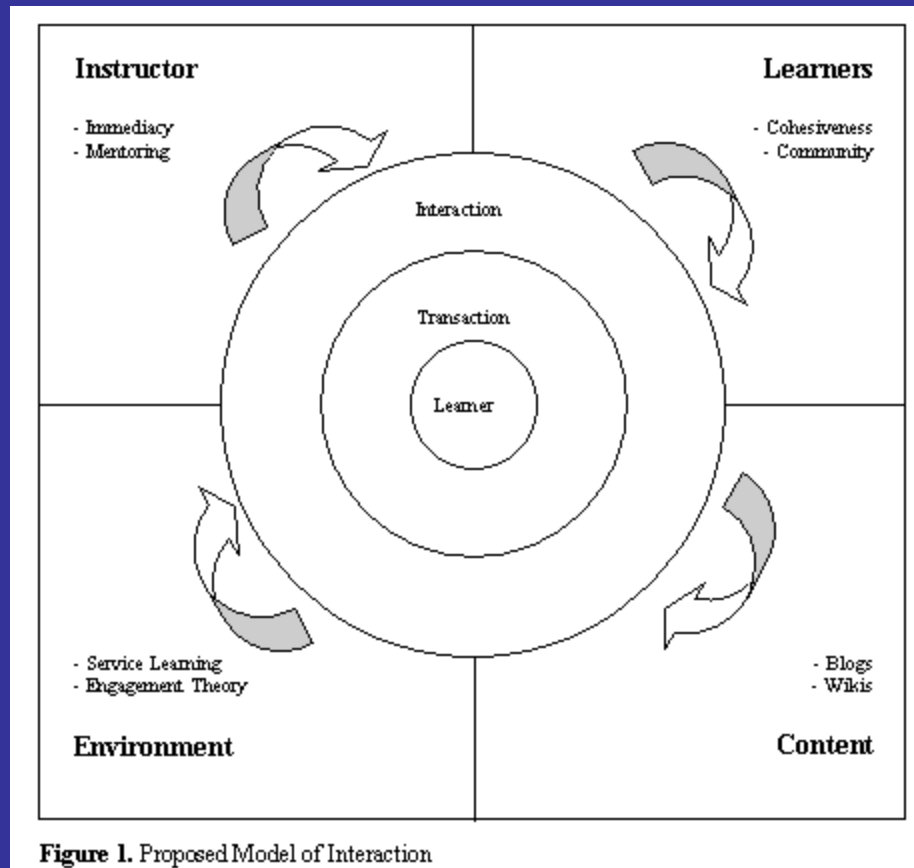 Instructor
- Immediacy
- Mentoring
Learners
- Cohesiveness
- Community
Interaction
Transaction
Learner
- Service Learning
- Engagement Theory
Environment
- Blogs
- Wikis
Content
Figure 1. Proposed Model of Interaction